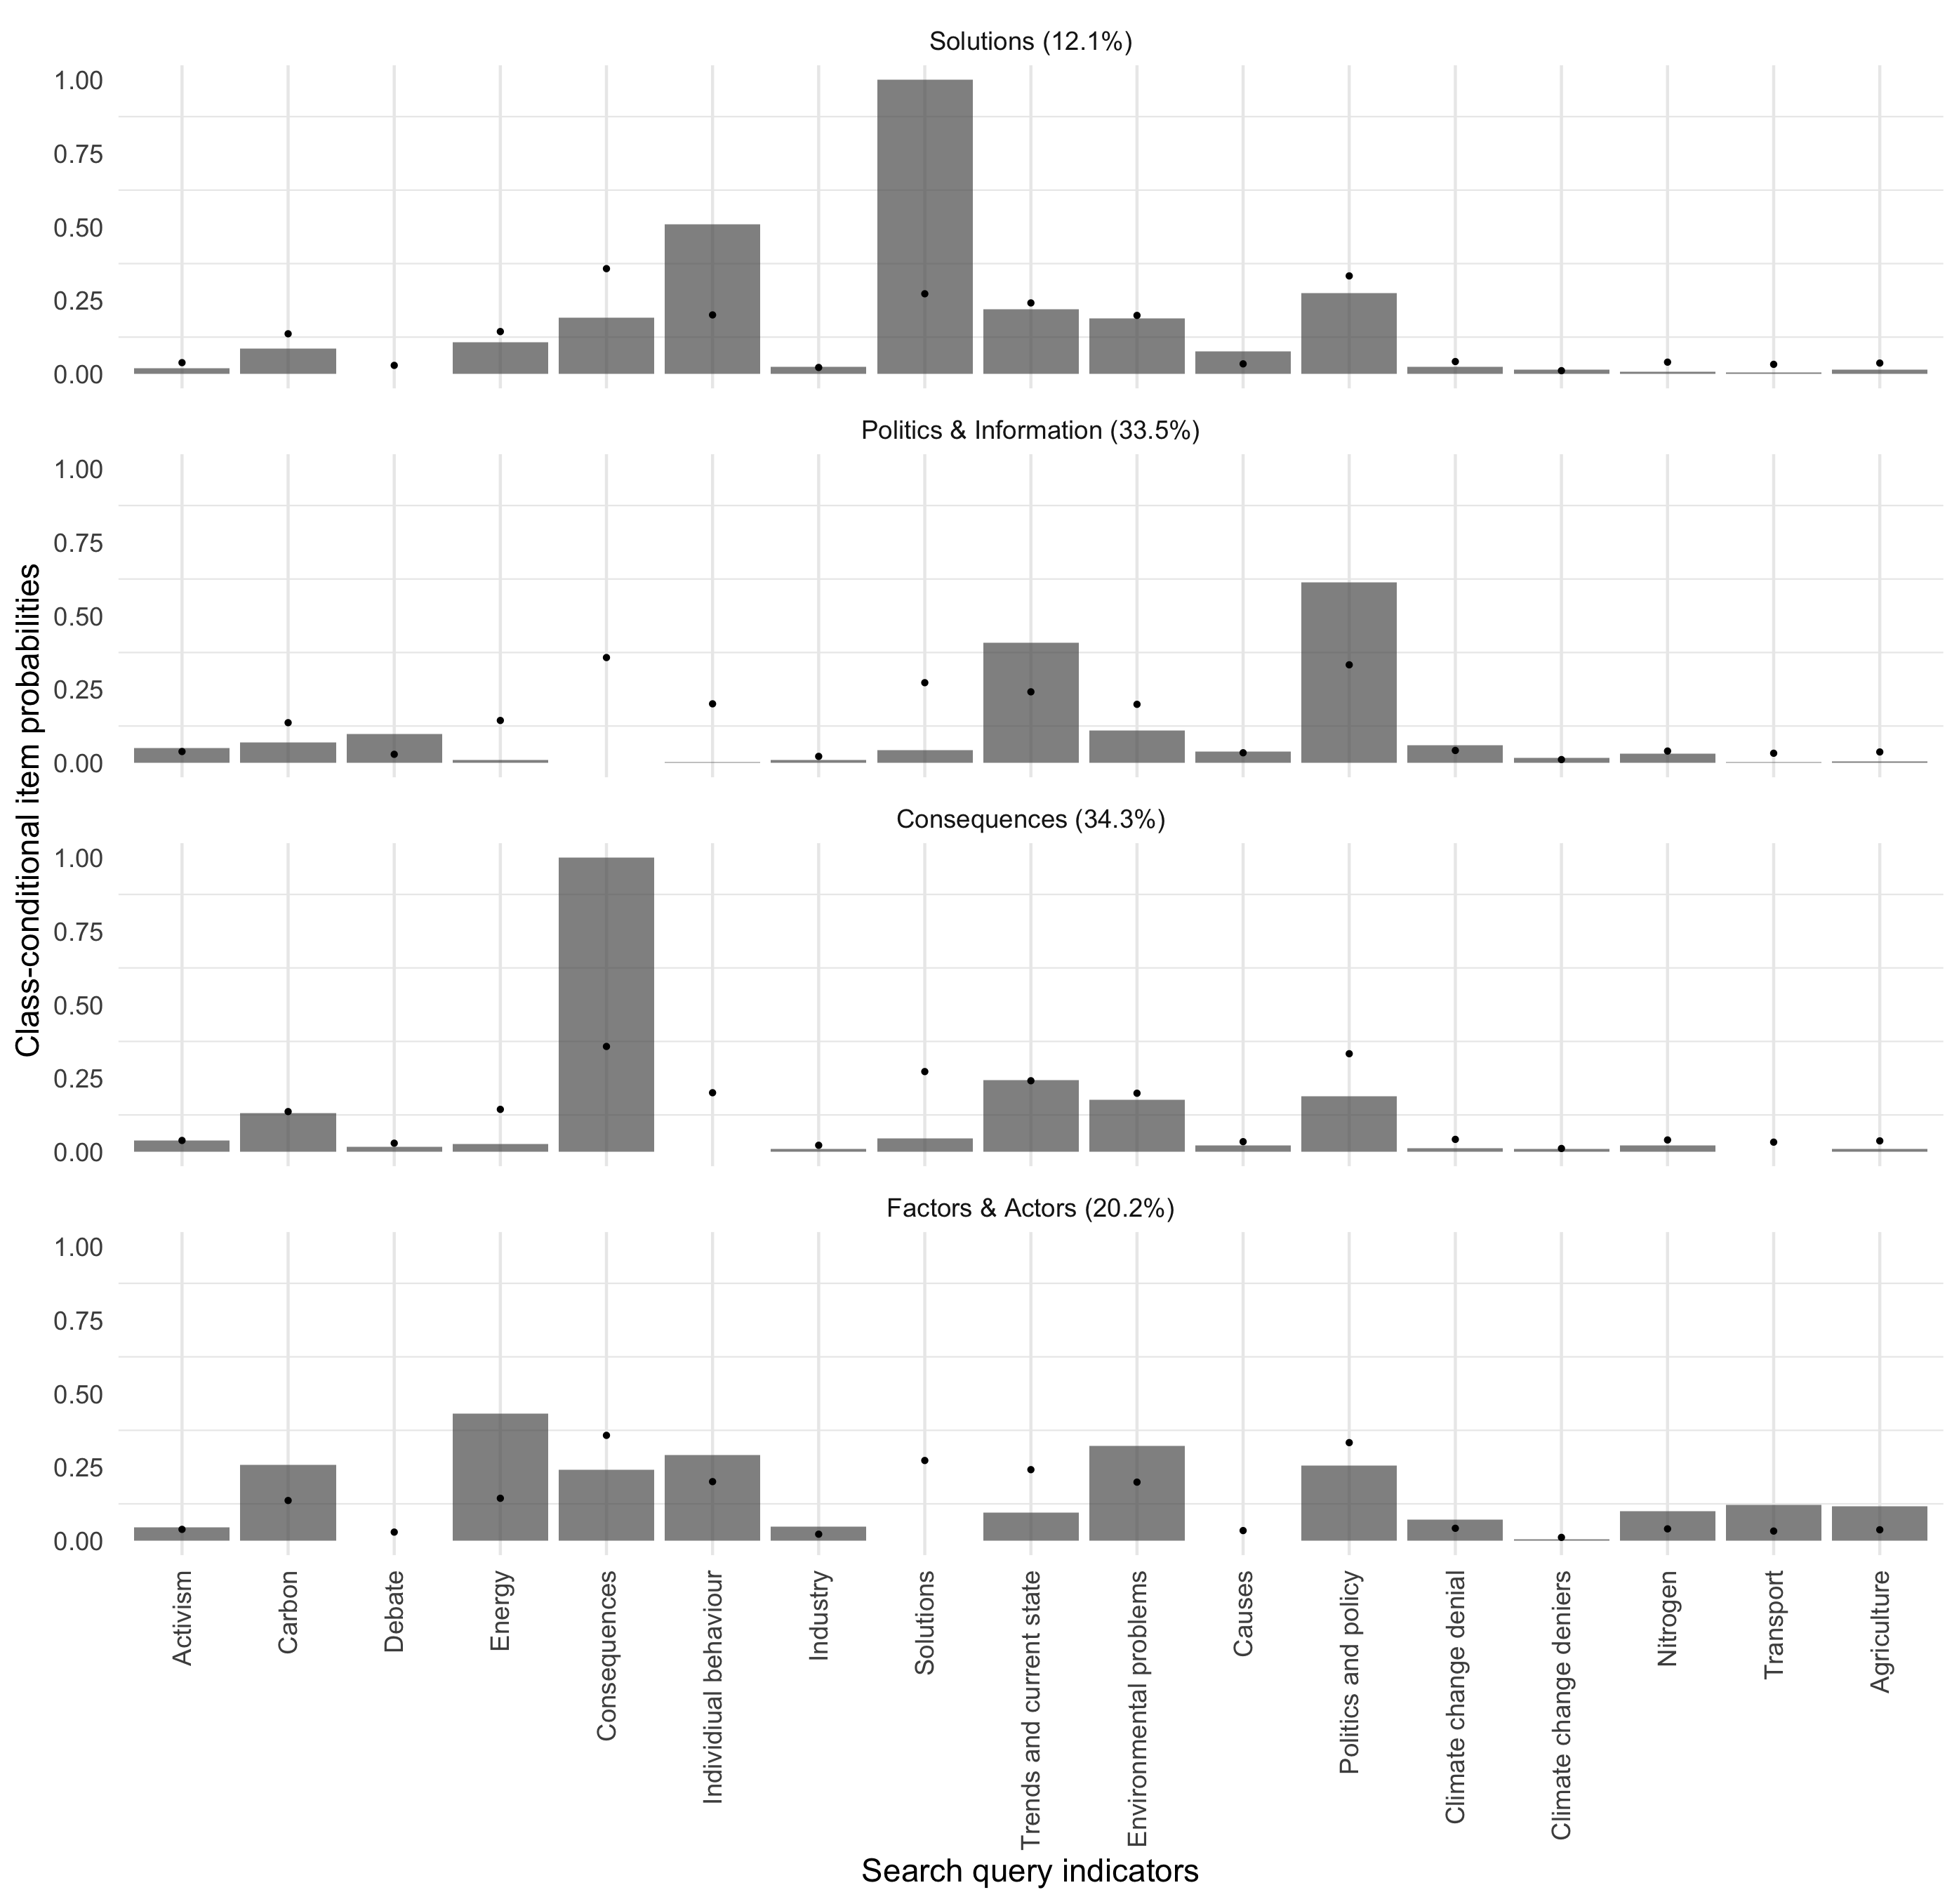 Solutions (12.1%)
1.00
0.75
0.50
0.25
0.00
Politics & Information (33.5%)
1.00
0.75
0.50
0.25
0.00
Consequences (34.3%)
1.00
0.75
0.50
0.25
0.00
Factors & Actors (20.2%)
1.00
0.75
0.50
0.25
0.00
Class-conditional item probabilities
Activism
Carbon
Debate
Energy
Consequences
Individiual behaviour
Industry
Solutions
Trends and current state
Environmental problems
Causes
Politics and policy
Climate change denial
Climate change deniers
Nitrogen
Transport
Agriculture
Search query indicators